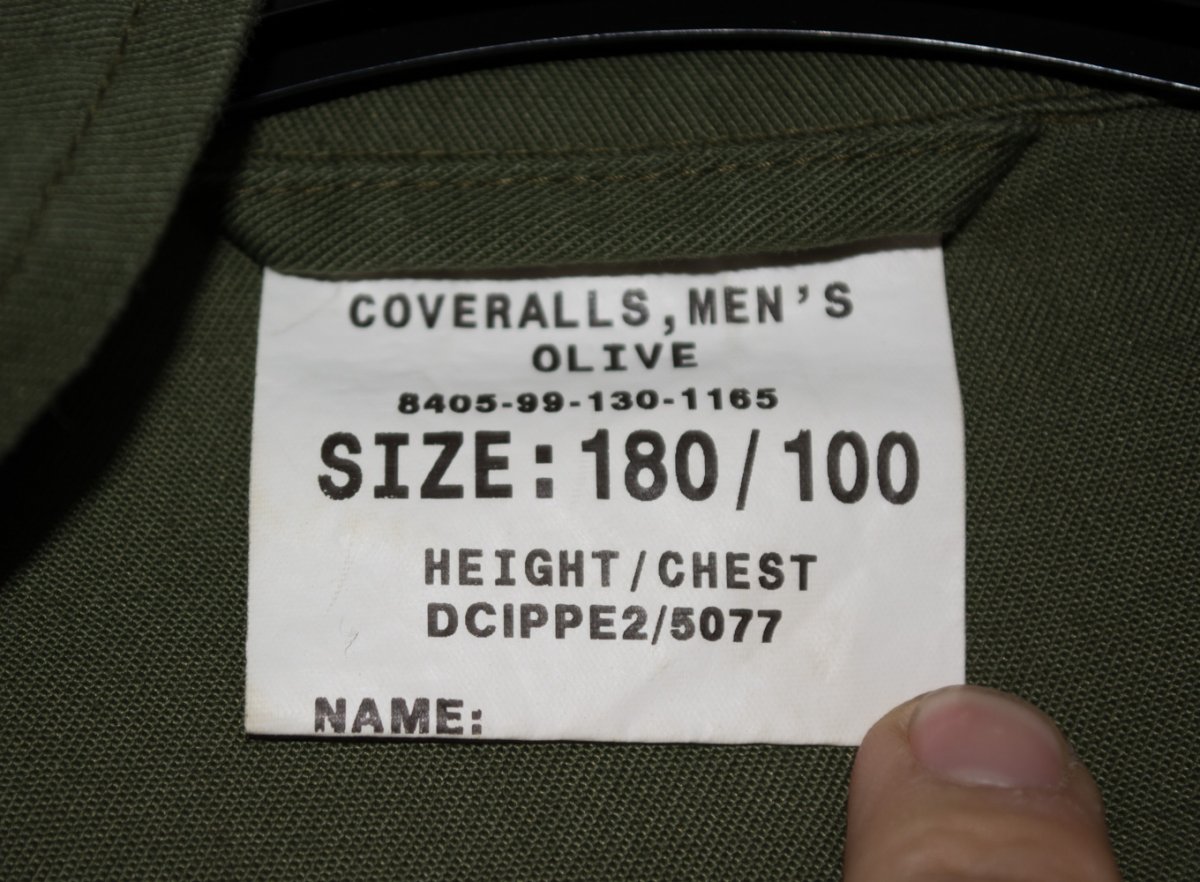 COVERALLS,MEN'S
OLIVE
8405-99-130-1165
SIZE:180/100
HEIGHT/CHEST
DCIPPE2/5077
NAME: